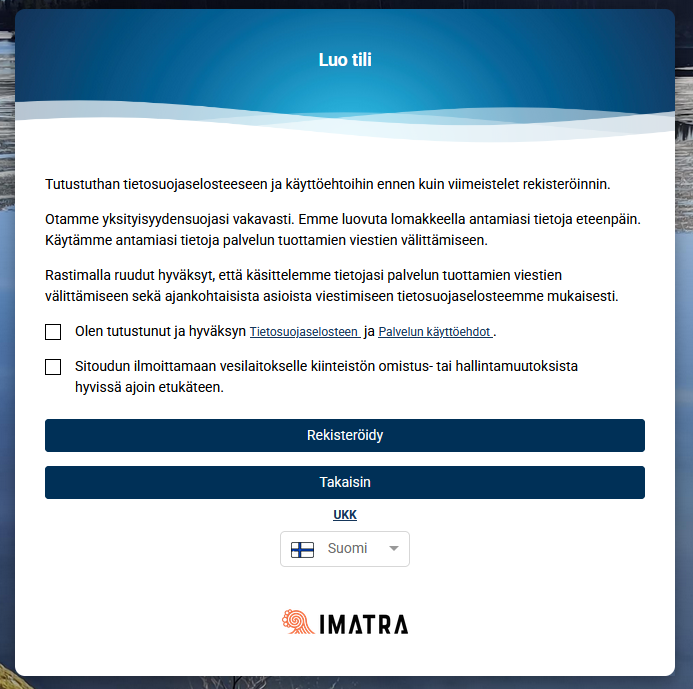 Luo tili
Tutustuthan tietosuojaselosteeseen ja käyttöehtoihin ennen kuin viimeistelet rekisteröinnin.
Otamme yksityisyydensuojasi vakavasti. Emme luovuta lomakkeella antamiasi tietoja eteenpäin.
Käytämme antamiasi tietoja palvelun tuottamien viestien välittämiseen.
Rastimalla ruudut hyväksyt, että käsittelemme tietojasi palvelun tuottamien viestien
välittämiseen sekä ajankohtaisista asioista viestimiseen tietosuojaselosteemme mukaisesti.
Olen tutustunut ja hyväksyn Tietosuojaselosteen ja Palvelun käyttöehdot .
Sitoudun ilmoittamaan vesilaitokselle kiinteistön omistus- tai hallintamuutoksista
hyvissä ajoin etukäteen.
Rekisteröidy
Takaisin
UKK
Suomi
IMATRA